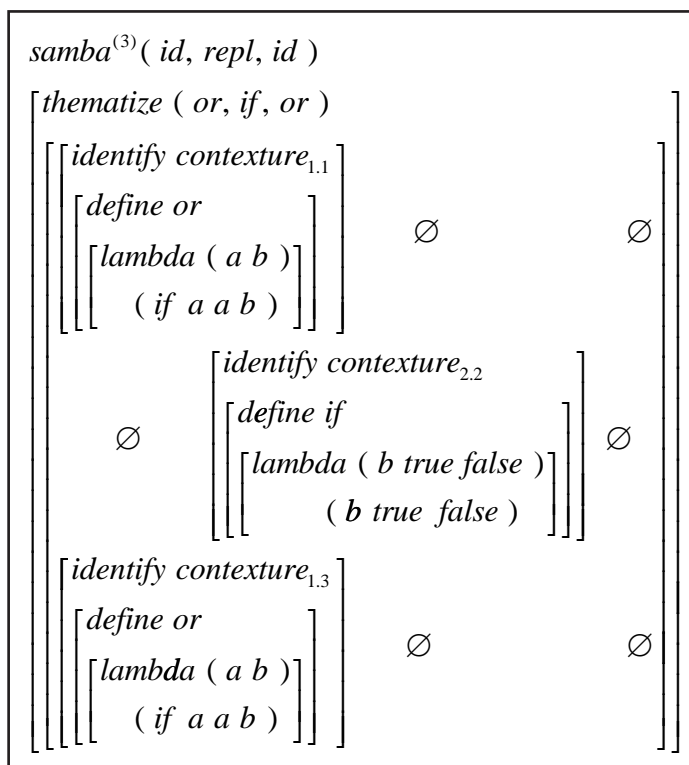 samba⁽³⁾( id, repl, id )
thematize ( or, if, or )
identify contexture₁.₁
define or
lambda ( a b )
( if a a b )
∅ ∅
identify contexture₂.₂
define if
lambda ( b true false )
( b true false )
∅ ∅
identify contexture₁.₃
define or
lambda ( a b )
( if a a b )
∅ ∅